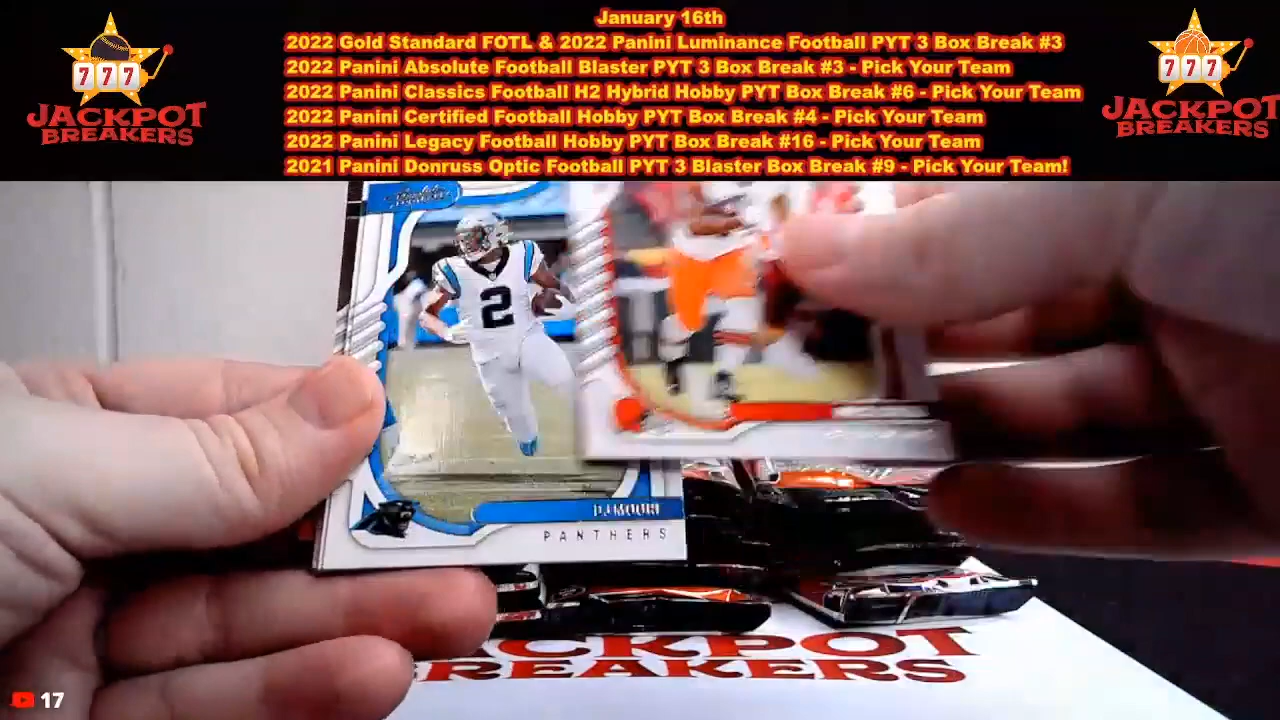 January 16th
2022 Gold Standard FOTL & 2022 Panini Luminance Football PYT 3 Box Break #3
2022 Panini Absolute Football Blaster PYT 3 Box Break #3 - Pick Your Team
2022 Panini Classics Football H2 Hybrid Hobby PYT Box Break #6 - Pick Your Team
2022 Panini Certified Football Hobby PYT Box Break #4 - Pick Your Team
2022 Panini Legacy Football Hobby PYT Box Break #16 - Pick Your Team
2021 Panini Donruss Optic Football PYT 3 Blaster Box Break #9 - Pick Your Team!
777
JACKPOT
BREAKERS
777
JACKPOT
BREAKERS
2
DJ MOORE
PANTHERS
JACKPOT
BREAKERS
17